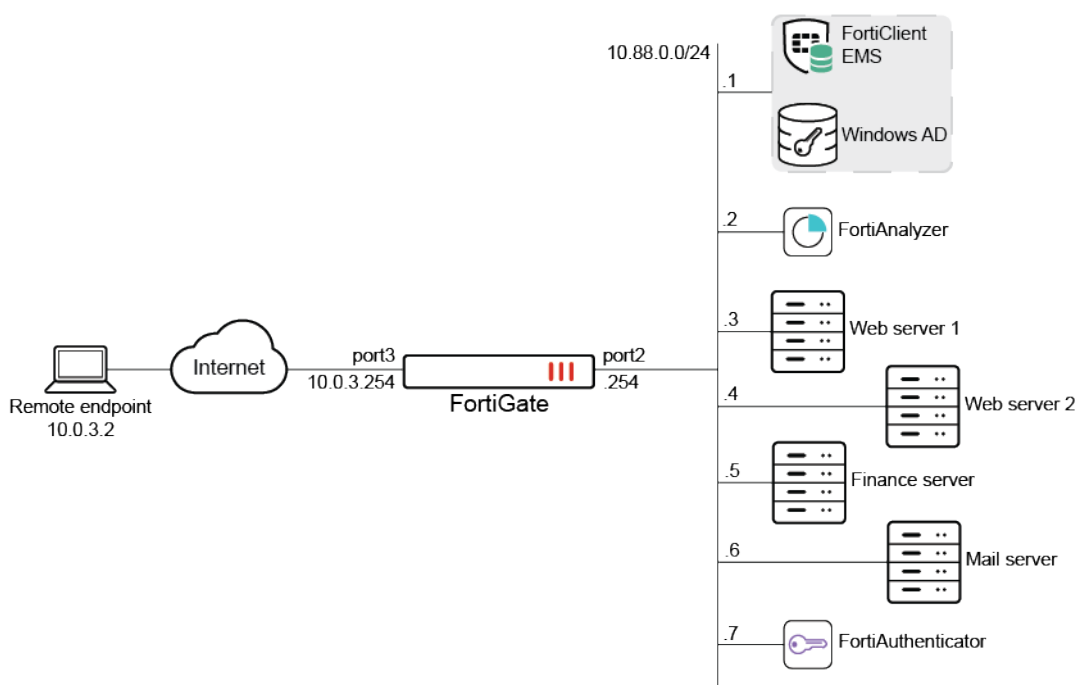 FortiClient
EMS
10.88.0.0/24
.1
Windows AD
.2
FortiAnalyzer
.3
Web server 1
Internet
port3
port2
10.0.3.254
.254
FortiGate
Remote endpoint
10.0.3.2
.4
Web server 2
.5
Finance server
.6
Mail server
.7
FortiAuthenticator